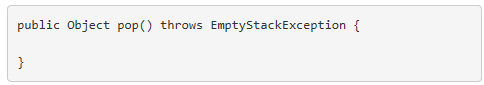 public Object pop() throws EmptyStackException {
}